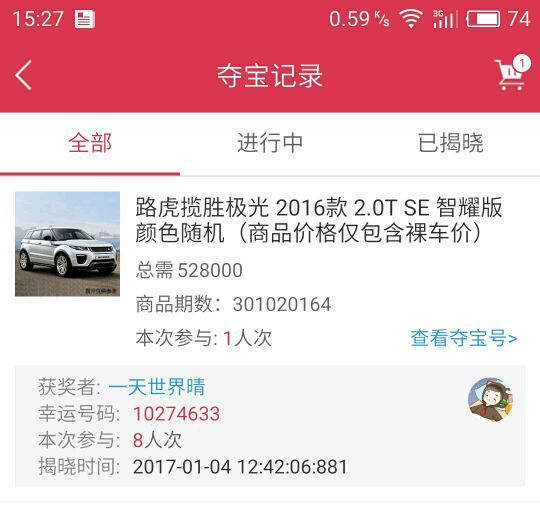 15:27 0.59 K/s 3G 74
夺宝记录 1
全部 进行中 已揭晓
路虎揽胜极光 2016款 2.0T SE 智耀版
颜色随机（商品价格仅包含裸车价）
总需 528000
商品期数：301020164
本次参与: 1人次 查看夺宝号>
获奖者: 一天世界晴
幸运号码: 10274633
本次参与: 8人次
揭晓时间: 2017-01-04 12:42:06:881